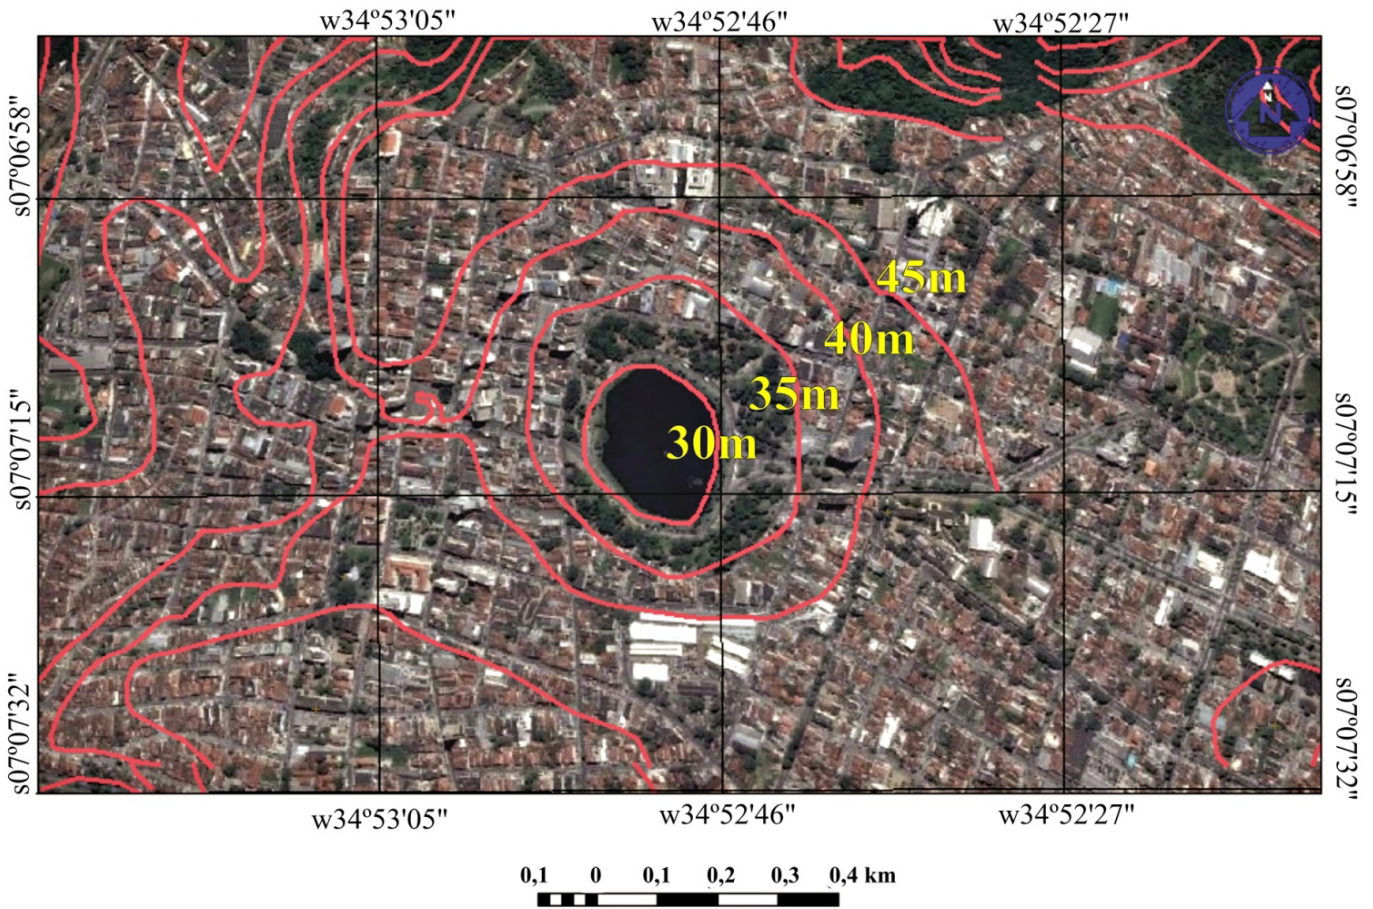 w34º53'05" w34º52'46" w34º52'27"
N
N
s07º06'58" s07º06'58"
45m
40m
35m
30m
s07º07'15" s07º07'15"
s07º07'32" s07º07'32"
w34º53'05" w34º52'46" w34º52'27"
0,1 0 0,1 0,2 0,3 0,4 km